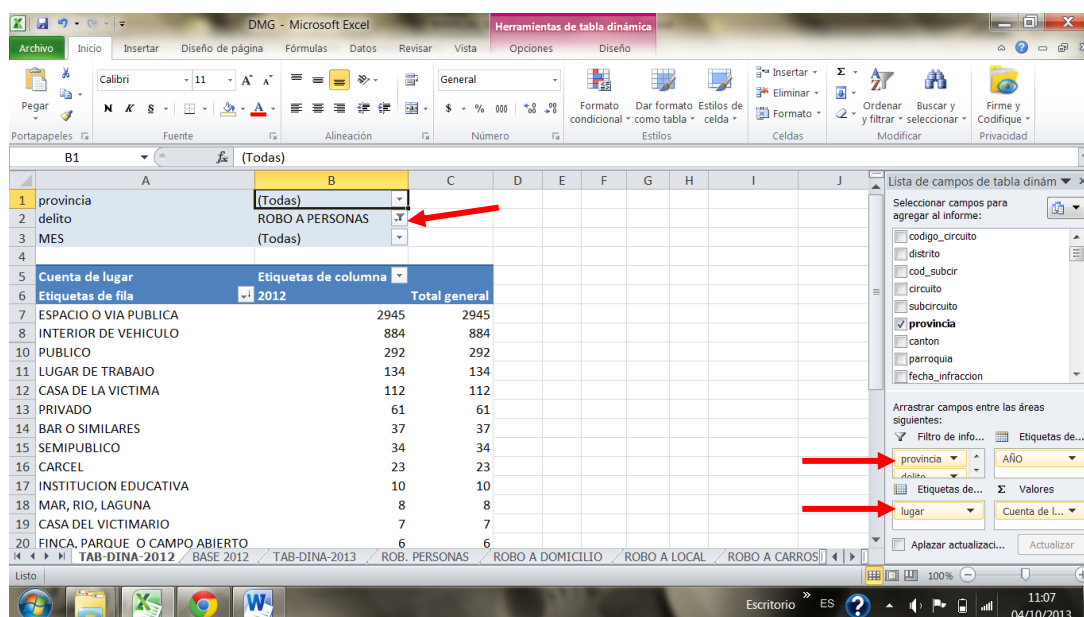 DMG - Microsoft Excel
Herramientas de tabla dinámica
Archivo Inicio Insertar Diseño de página Fórmulas Datos Revisar Vista Opciones Diseño
Pegar
Portapapeles
Calibri 11 A A
N K S A
Fuente
Alineación
General
$ % 000
Número
Formato condicional
Dar formato como tabla
Estilos de celda
Estilos
Insertar
Eliminar
Formato
Celdas
Σ
Ordenar y filtrar
Buscar y seleccionar
Modificar
Firme y Codifique
Privacidad
B1 fx (Todas)
A B C D E F G H I J
1 provincia (Todas)
2 delito ROBO A PERSONAS
3 MES (Todas)
4
5 Cuenta de lugar Etiquetas de columna
6 Etiquetas de fila 2012 Total general
7 ESPACIO O VIA PUBLICA 2945 2945
8 INTERIOR DE VEHICULO 884 884
10 PUBLICO 292 292
11 LUGAR DE TRABAJO 134 134
12 CASA DE LA VICTIMA 112 112
13 PRIVADO 61 61
14 BAR O SIMILARES 37 37
15 SEMIPUBLICO 34 34
16 CARCEL 23 23
17 INSTITUCION EDUCATIVA 10 10
18 MAR, RIO, LAGUNA 8 8
19 CASA DEL VICTIMARIO 7 7
20 FINCA, PARQUE O CAMPO ABIERTO 6 6
Lista de campos de tabla dinám
Seleccionar campos para
agregar al informe:
codigo_circuito
distrito
cod_subcir
circuito
subcircuito
provincia
canton
parroquia
fecha_infraccion
Arrastrar campos entre las áreas
siguientes:
Filtro de info... Etiquetas de...
provincia AÑO
delito
Etiquetas de... Σ Valores
lugar Cuenta de l...
Aplazar actualizaci... Actualizar
TAB-DINA-2012 BASE 2012 TAB-DINA-2013 ROB. PERSONAS ROBO A DOMICILIO ROBO A LOCAL ROBO A CARROS
Listo 100%
Escritorio » ES 11:07
04/10/2013